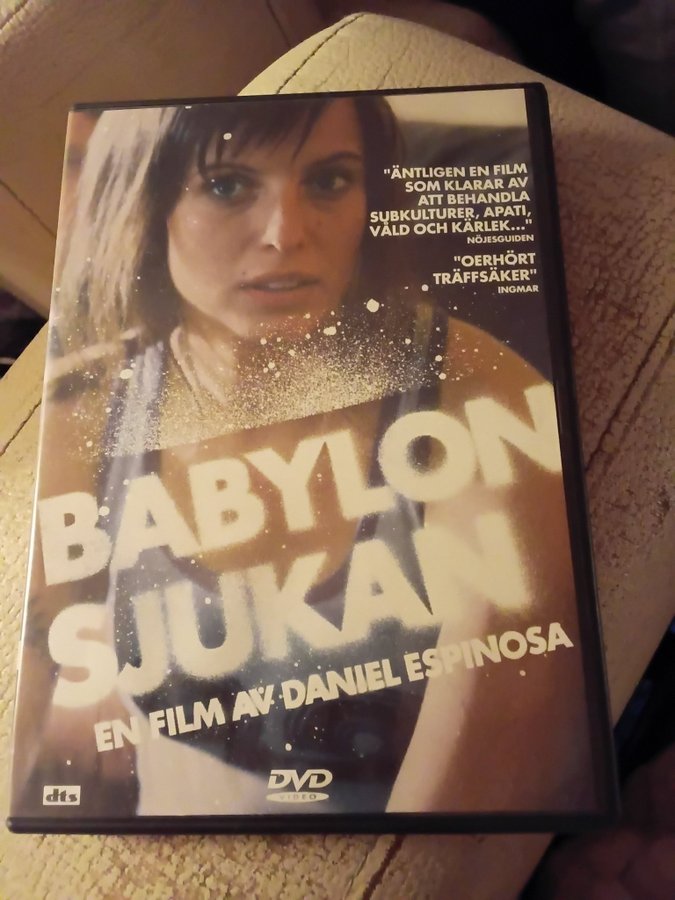 "ÄNTLIGEN EN FILM
SOM KLARAR AV
ATT BEHANDLA
SUBKULTURER, APATI,
VÅLD OCH KÄRLEK..."
NÖJESGUIDEN
"OERHÖRT
TRÄFFSÄKER"
INGMAR
BABYLON
SJUKAN
EN FILM AV DANIEL ESPINOSA
dts
DVD
VIDEO